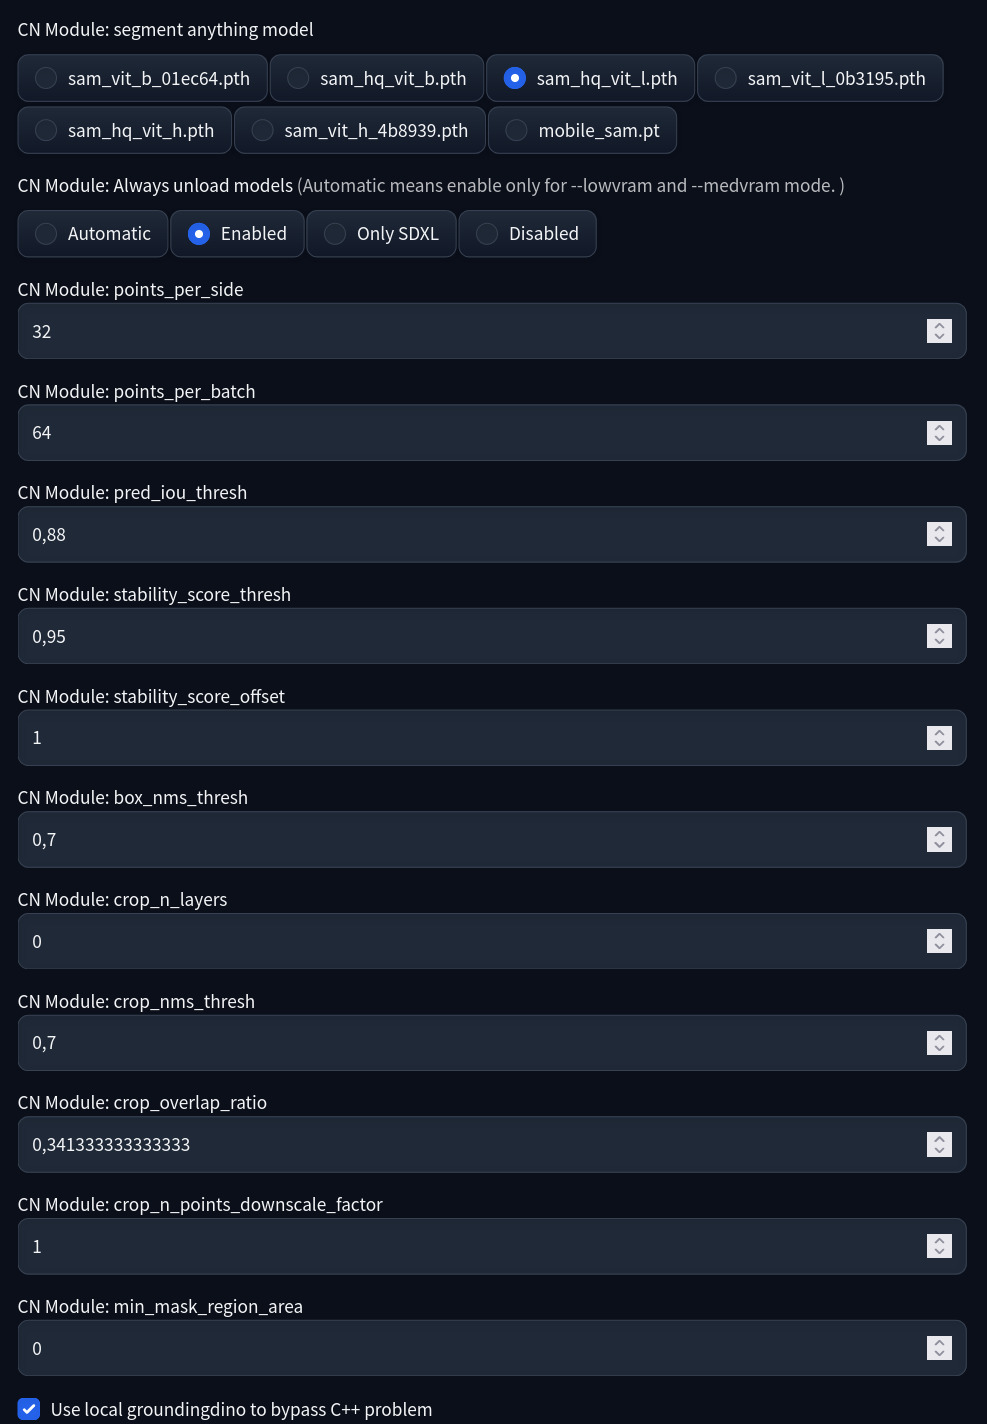 CN Module: segment anything model
sam_vit_b_01ec64.pth sam_hq_vit_b.pth sam_hq_vit_l.pth sam_vit_l_0b3195.pth
sam_hq_vit_h.pth sam_vit_h_4b8939.pth mobile_sam.pt
CN Module: Always unload models (Automatic means enable only for --lowvram and --medvram mode. )
Automatic Enabled Only SDXL Disabled
CN Module: points_per_side
32
CN Module: points_per_batch
64
CN Module: pred_iou_thresh
0,88
CN Module: stability_score_thresh
0,95
CN Module: stability_score_offset
1
CN Module: box_nms_thresh
0,7
CN Module: crop_n_layers
0
CN Module: crop_nms_thresh
0,7
CN Module: crop_overlap_ratio
0,341333333333333
CN Module: crop_n_points_downscale_factor
1
CN Module: min_mask_region_area
0
Use local groundingdino to bypass C++ problem